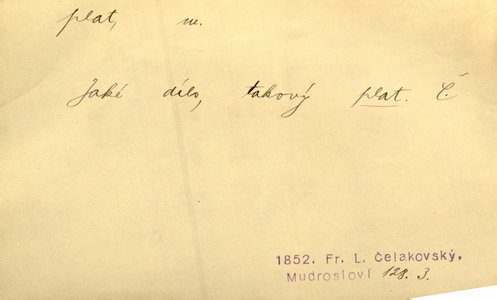 plat, m.
Jaké dílo, takový plat. Č
1852. Fr. L. Čelakovský,
Mudrosloví 128. 3.